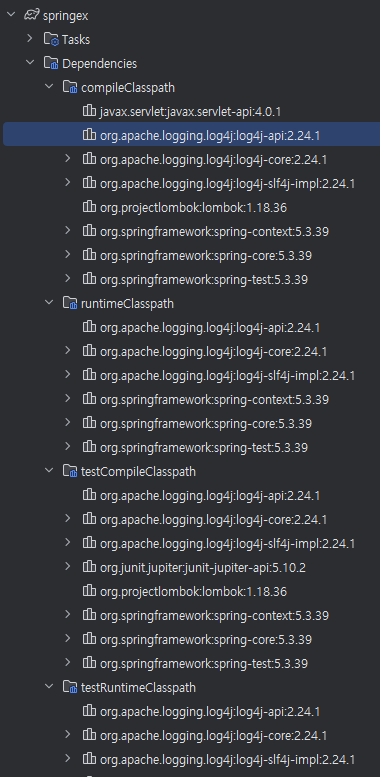 springex
Tasks
Dependencies
compileClasspath
javax.servlet:javax.servlet-api:4.0.1
org.apache.logging.log4j:log4j-api:2.24.1
org.apache.logging.log4j:log4j-core:2.24.1
org.apache.logging.log4j:log4j-slf4j-impl:2.24.1
org.projectlombok:lombok:1.18.36
org.springframework:spring-context:5.3.39
org.springframework:spring-core:5.3.39
org.springframework:spring-test:5.3.39
runtimeClasspath
org.apache.logging.log4j:log4j-api:2.24.1
org.apache.logging.log4j:log4j-core:2.24.1
org.apache.logging.log4j:log4j-slf4j-impl:2.24.1
org.springframework:spring-context:5.3.39
org.springframework:spring-core:5.3.39
org.springframework:spring-test:5.3.39
testCompileClasspath
org.apache.logging.log4j:log4j-api:2.24.1
org.apache.logging.log4j:log4j-core:2.24.1
org.apache.logging.log4j:log4j-slf4j-impl:2.24.1
org.junit.jupiter:junit-jupiter-api:5.10.2
org.projectlombok:lombok:1.18.36
org.springframework:spring-context:5.3.39
org.springframework:spring-core:5.3.39
org.springframework:spring-test:5.3.39
testRuntimeClasspath
org.apache.logging.log4j:log4j-api:2.24.1
org.apache.logging.log4j:log4j-core:2.24.1
org.apache.logging.log4j:log4j-slf4j-impl:2.24.1